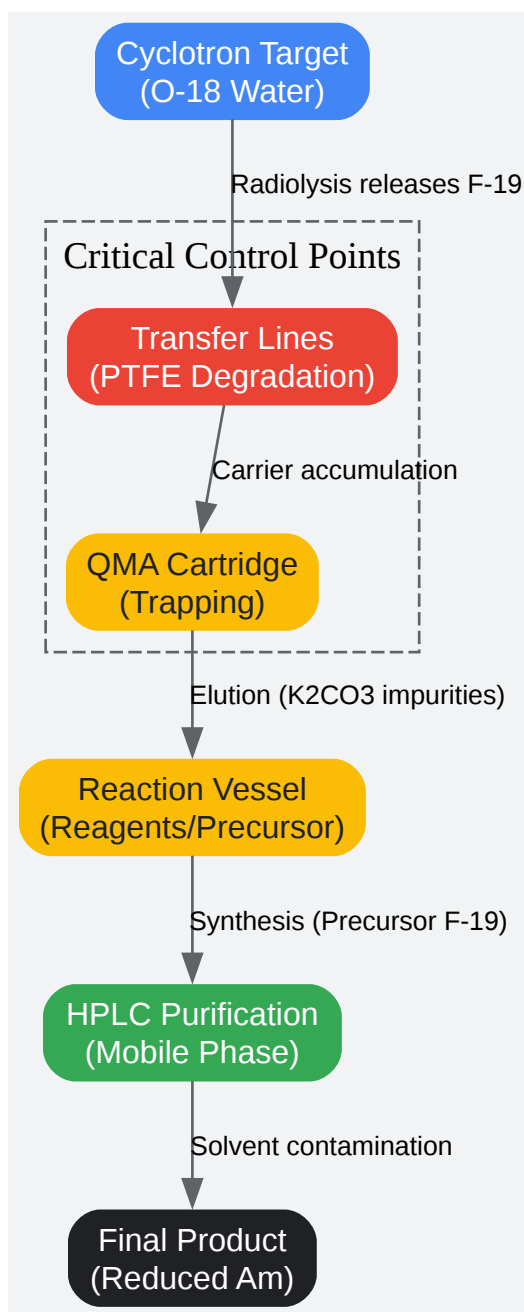 Cyclotron Target
(O-18 Water)
Radiolysis releases F-19
Critical Control Points
Transfer Lines
(PTFE Degradation)
Carrier accumulation
QMA Cartridge
(Trapping)
Elution (K2CO3 impurities)
Reaction Vessel
(Reagents/Precursor)
Synthesis (Precursor F-19)
HPLC Purification
(Mobile Phase)
Solvent contamination
Final Product
(Reduced Am)